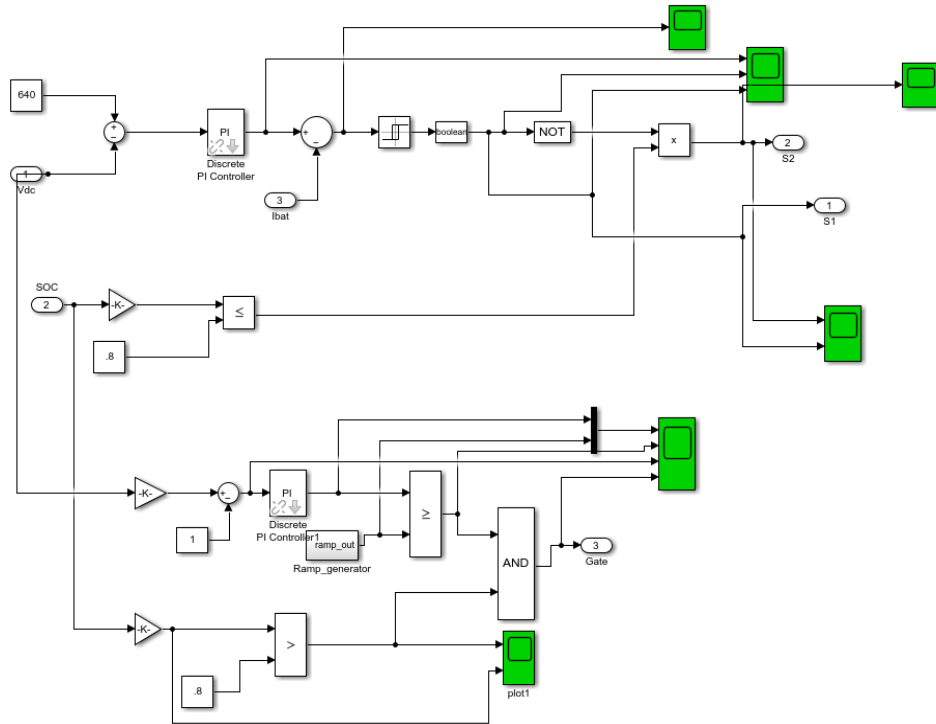 640
+
−
PI
Discrete
PI Controller
+
−
boolean
NOT
x
2
S2
1
Vdc
3
Ibat
1
S1
SOC
2
-K-
≤
.8
-K-
+
−
PI
Discrete
PI Controller1
1
ramp_out
Ramp_generator
≥
AND
3
Gate
-K-
>
.8
plot1